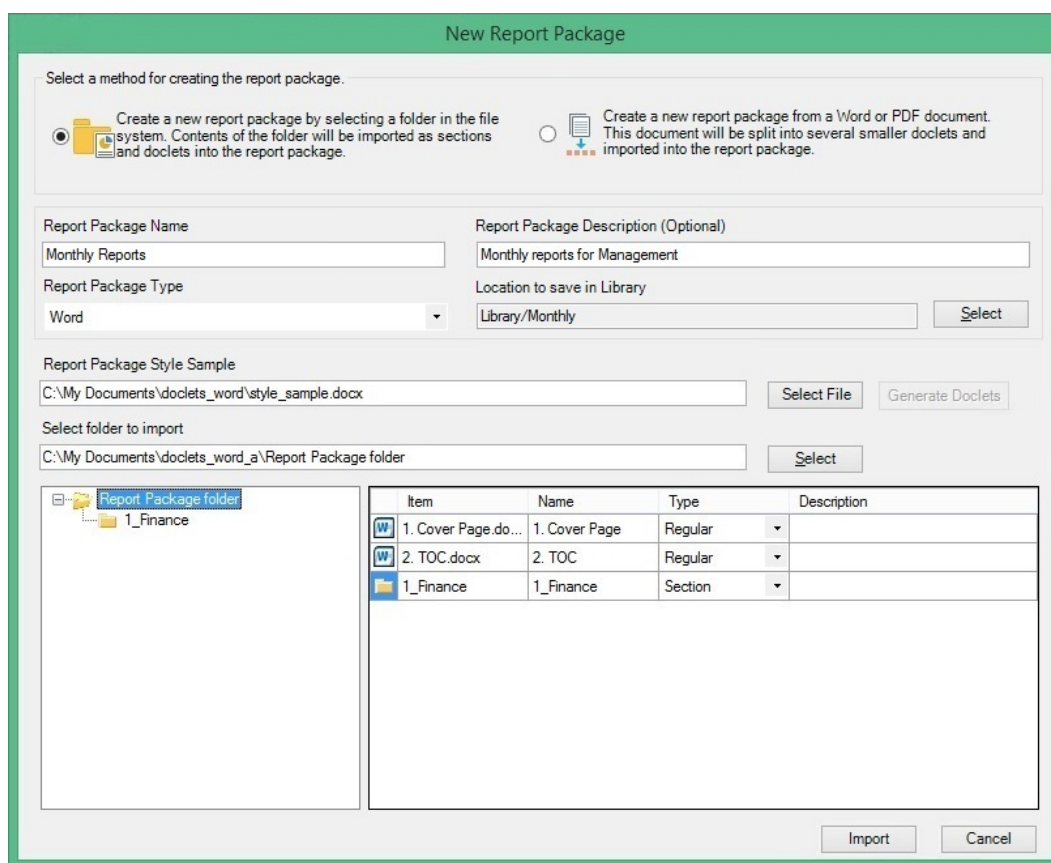 New Report Package
Select a method for creating the report package.
Create a new report package by selecting a folder in the file
system. Contents of the folder will be imported as sections
and doclets into the report package.
Create a new report package from a Word or PDF document.
This document will be split into several smaller doclets and
imported into the report package.
Report Package Name
Report Package Description (Optional)
Monthly Reports
Monthly reports for Management
Report Package Type
Location to save in Library
Word
Library/Monthly
Select
Report Package Style Sample
C:\My Documents\doclets_word\style_sample.docx
Select File
Generate Doclets
Select folder to import
C:\My Documents\doclets_word_a\Report Package folder
Select
Report Package folder
1_Finance
Item Name Type Description
1. Cover Page.do... 1. Cover Page Regular
2. TOC.docx 2. TOC Regular
1_Finance 1_Finance Section
Import
Cancel